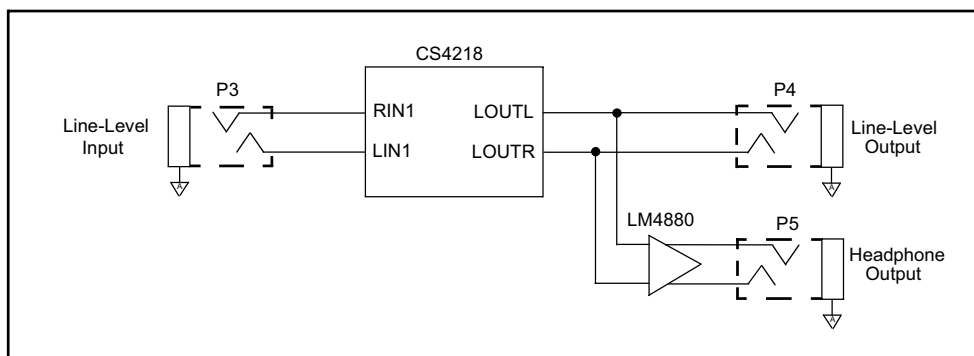 CS4218
P3
Line-Level
Input
A
RIN1
LIN1
LOUTL
LOUTR
P4
Line-Level
Output
A
LM4880
P5
Headphone
Output
A